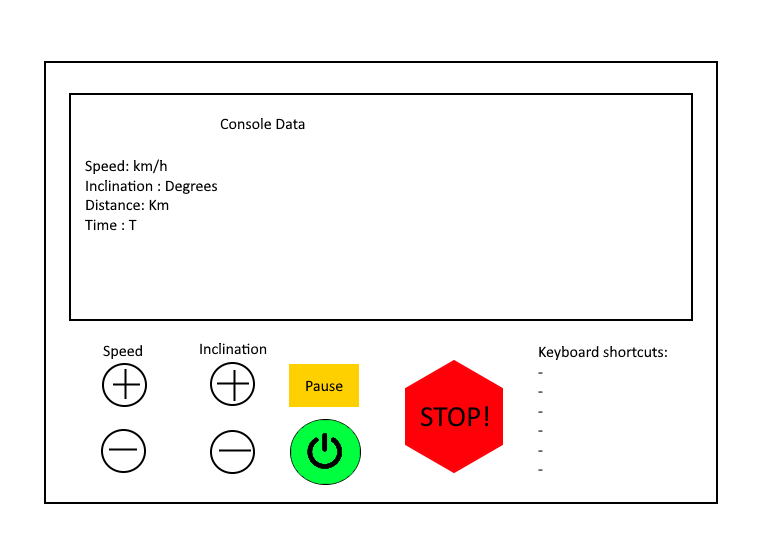 Console Data
Speed: km/h
Inclination : Degrees
Distance: Km
Time : T
Speed
Inclination
Pause
STOP!
Keyboard shortcuts:
-
-
-
-
-
-